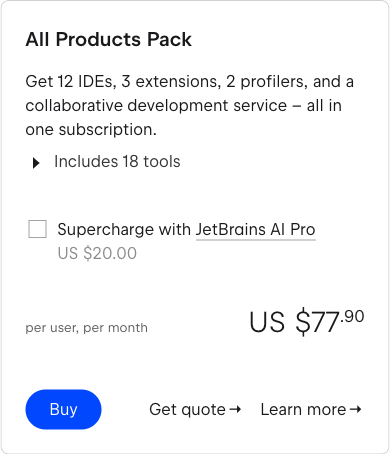 All Products Pack
Get 12 IDEs, 3 extensions, 2 profilers, and a
collaborative development service – all in
one subscription.
Includes 18 tools
Supercharge with JetBrains AI Pro
US $20.00
per user, per month US $77.90
Buy Get quote → Learn more →